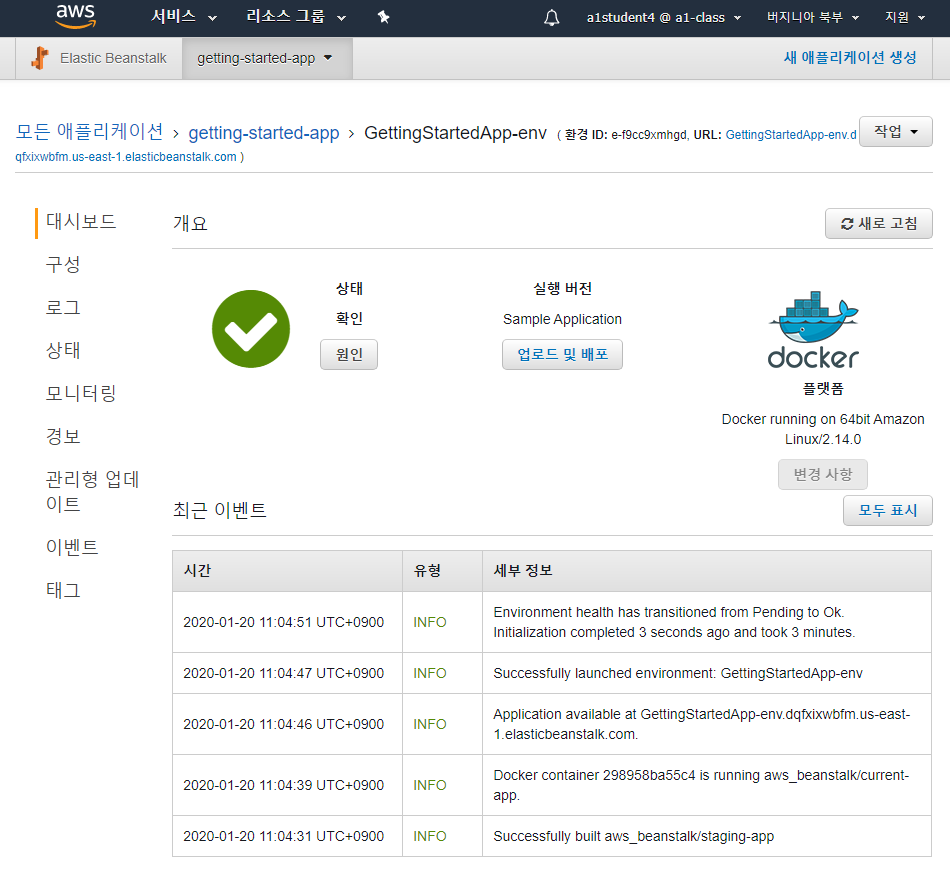 aws
서비스
리소스 그룹
a1student4 @ a1-class
버지니아 북부
지원
Elastic Beanstalk
getting-started-app
새 애플리케이션 생성
모든 애플리케이션 › getting-started-app › GettingStartedApp-env ( 환경 ID: e-f9cc9xmhgd, URL: GettingStartedApp-env.d
qfxixwbfm.us-east-1.elasticbeanstalk.com )
작업
대시보드
구성
로그
상태
모니터링
경보
관리형 업데
이트
이벤트
태그
개요
새로 고침
상태
확인
원인
실행 버전
Sample Application
업로드 및 배포
docker
플랫폼
Docker running on 64bit Amazon
Linux/2.14.0
변경 사항
최근 이벤트
모두 표시
시간 유형 세부 정보
2020-01-20 11:04:51 UTC+0900 INFO Environment health has transitioned from Pending to Ok.
Initialization completed 3 seconds ago and took 3 minutes.
2020-01-20 11:04:47 UTC+0900 INFO Successfully launched environment: GettingStartedApp-env
2020-01-20 11:04:46 UTC+0900 INFO Application available at GettingStartedApp-env.dqfxixwbfm.us-east-
1.elasticbeanstalk.com.
2020-01-20 11:04:39 UTC+0900 INFO Docker container 298958ba55c4 is running aws_beanstalk/current-
app.
2020-01-20 11:04:31 UTC+0900 INFO Successfully built aws_beanstalk/staging-app